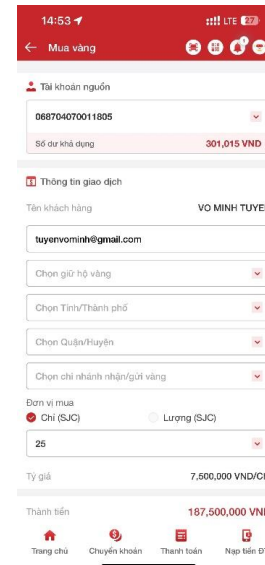 14:53
LTE 27
Mua vàng
Tài khoản nguồn
068704070011805
Số dư khả dụng 301,015 VND
Thông tin giao dịch
Tên khách hàng VO MINH TUYE
tuyenvominh@gmail.com
Chọn giữ hộ vàng
Chọn Tỉnh/Thành phố
Chọn Quận/Huyện
Chọn chi nhánh nhận/gửi vàng
Đơn vị mua
Chỉ (SJC) Lượng (SJC)
25
Tỷ giá 7,500,000 VND/C
Thành tiền 187,500,000 VN
Trang chủ Chuyển khoản Thanh toán Nạp tiền Đ